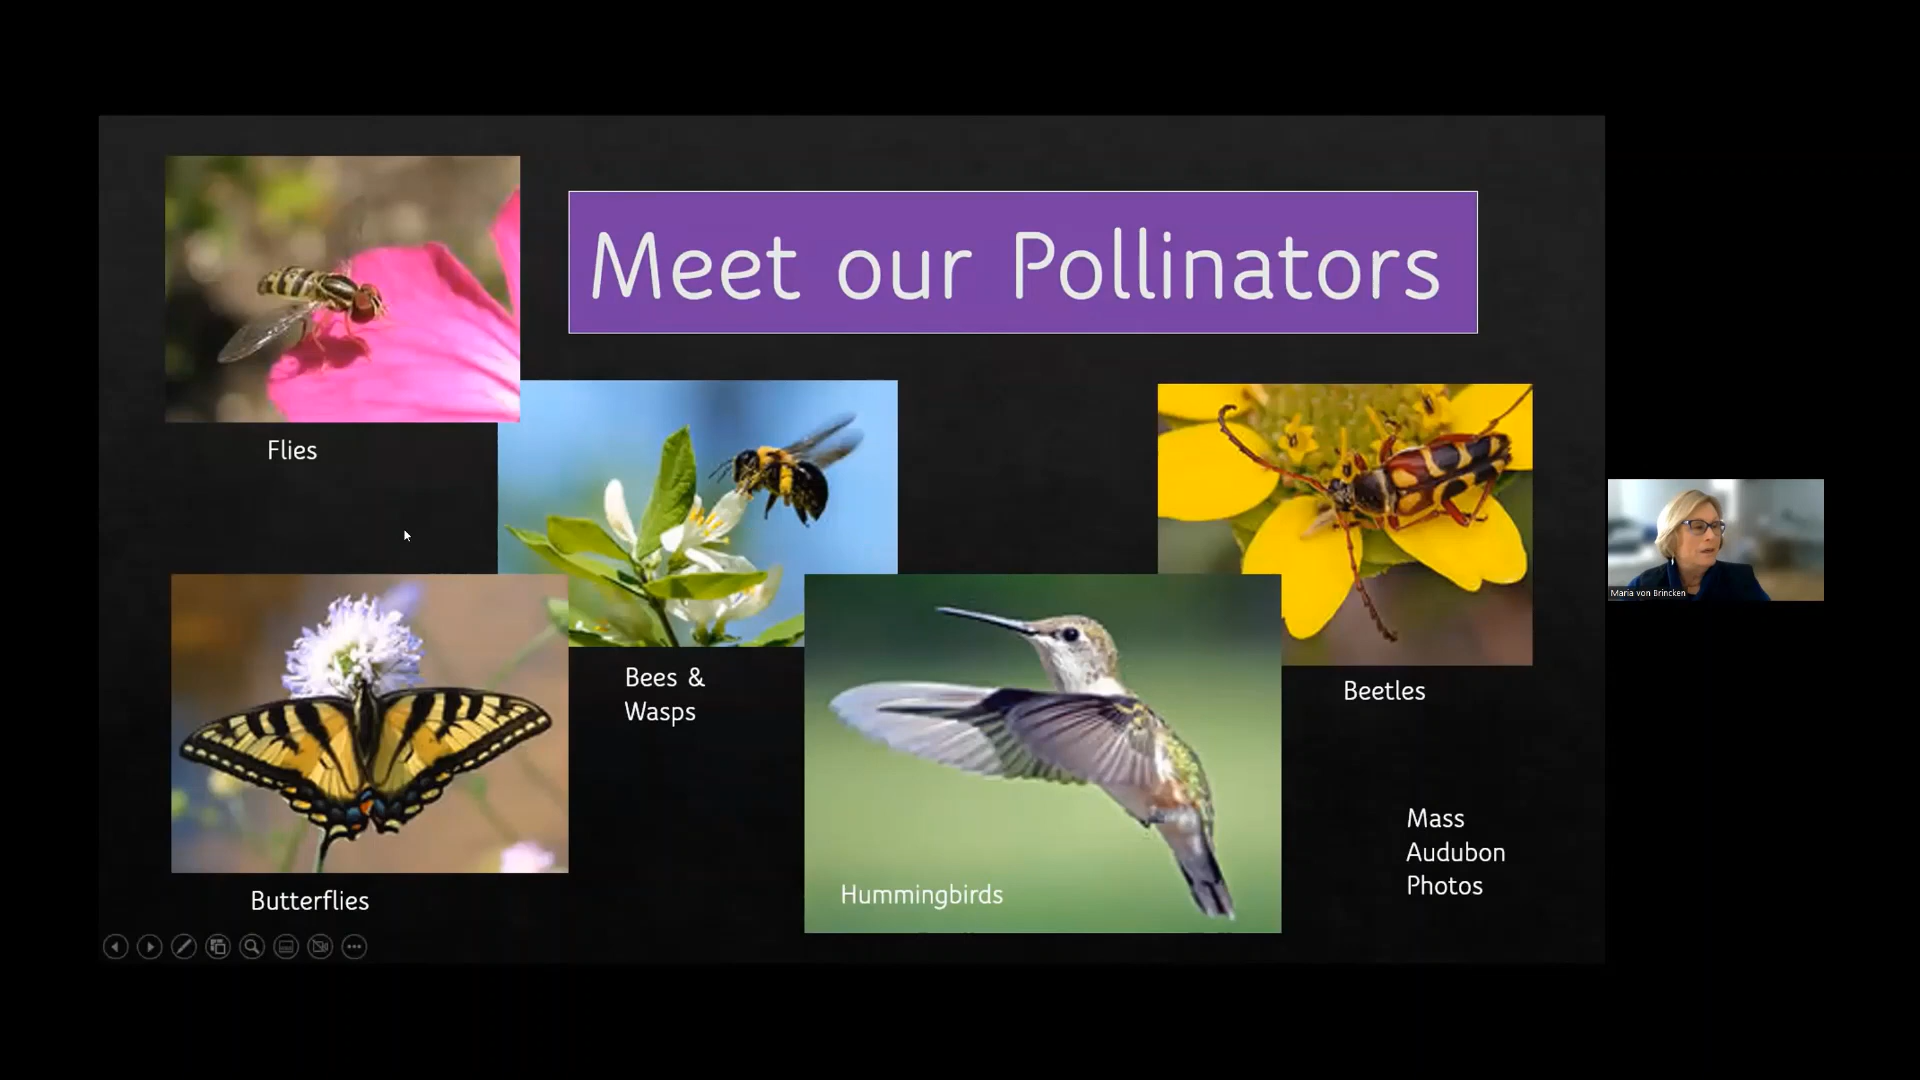 Meet our Pollinators
Flies
Bees &
Wasps
Beetles
Butterflies
Hummingbirds
Mass
Audubon
Photos
Maria von Brincken